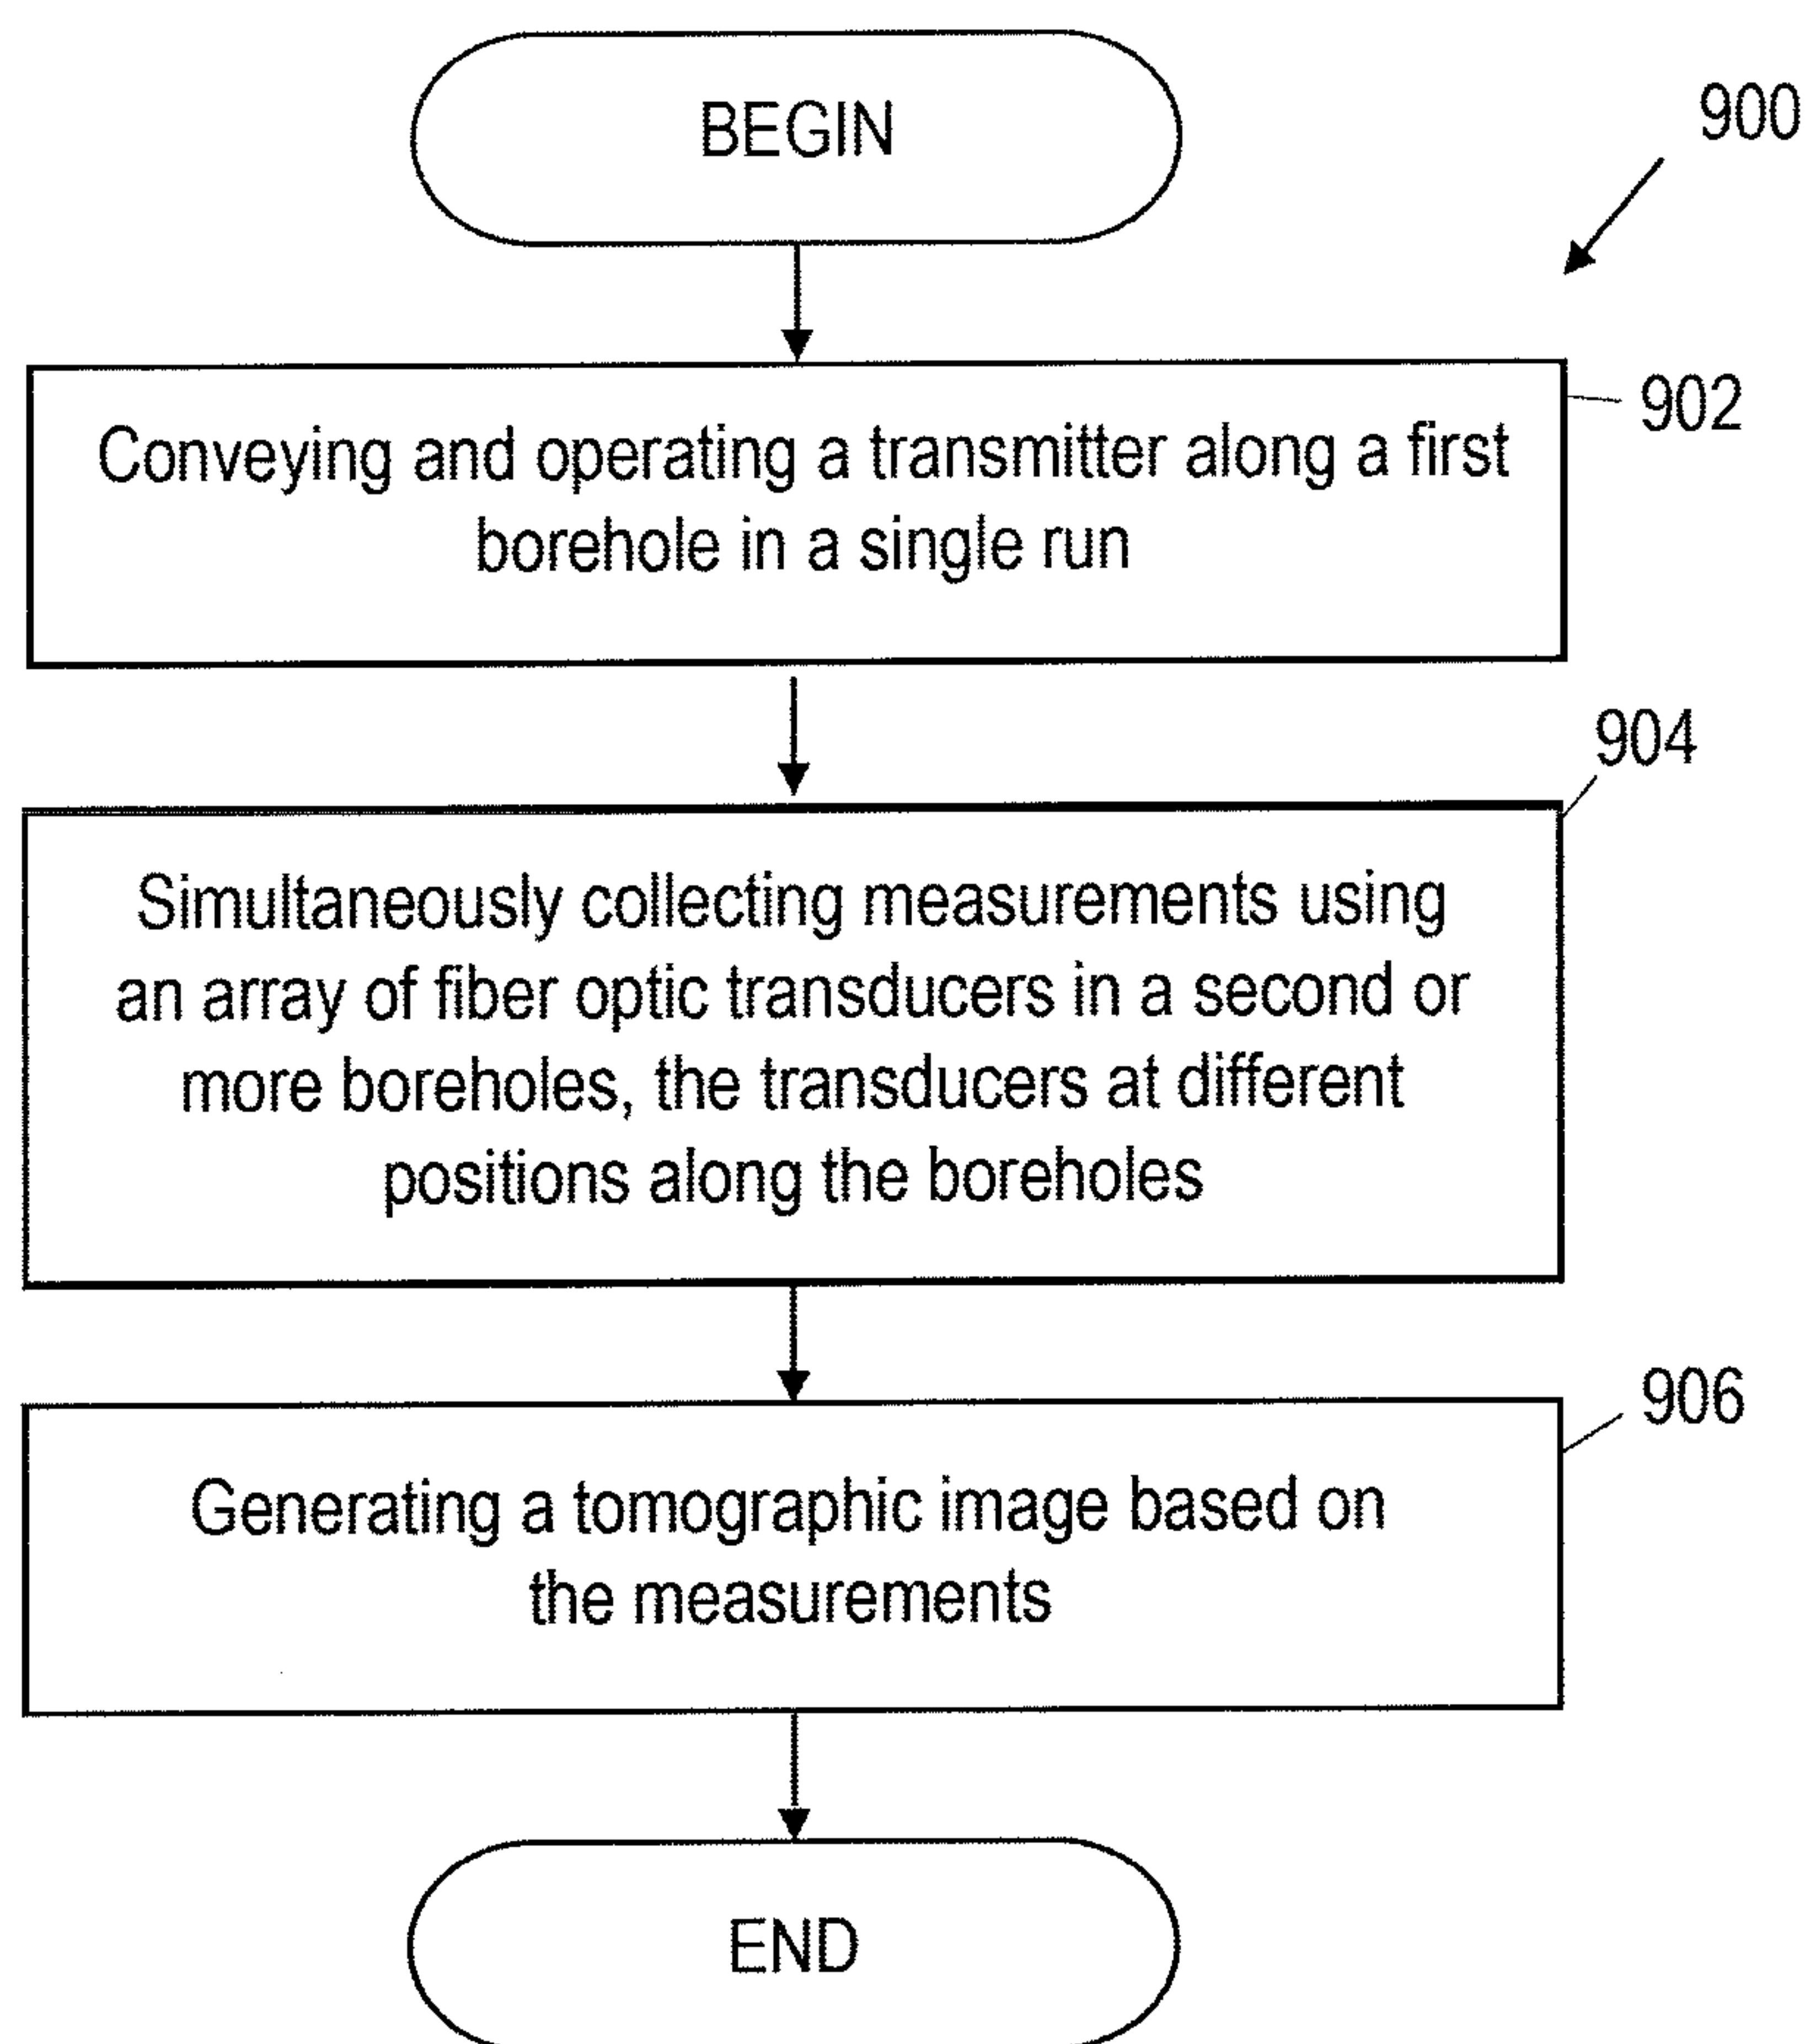 BEGIN
900
902
Conveying and operating a transmitter along a first
borehole in a single run
904
Simultaneously collecting measurements using
an array of fiber optic transducers in a second or
more boreholes, the transducers at different
positions along the boreholes
906
Generating a tomographic image based on
the measurements
END